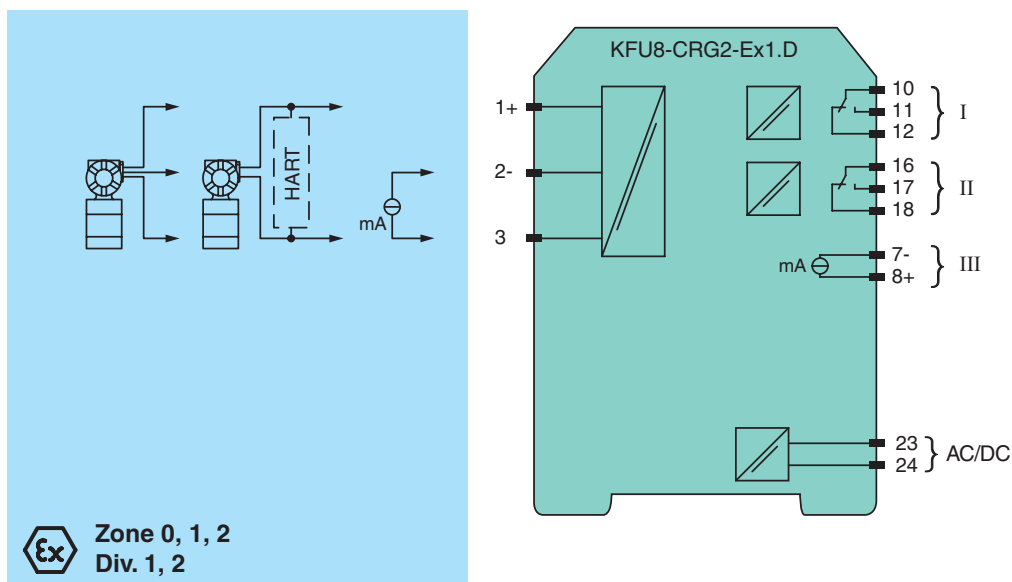 KFU8-CRG2-Ex1.D
1+
2-
3
HART
mA
10
11
12
I
16
17
18
II
mA
7-
8+
III
23
24
AC/DC
Ex
Zone 0, 1, 2
Div. 1, 2